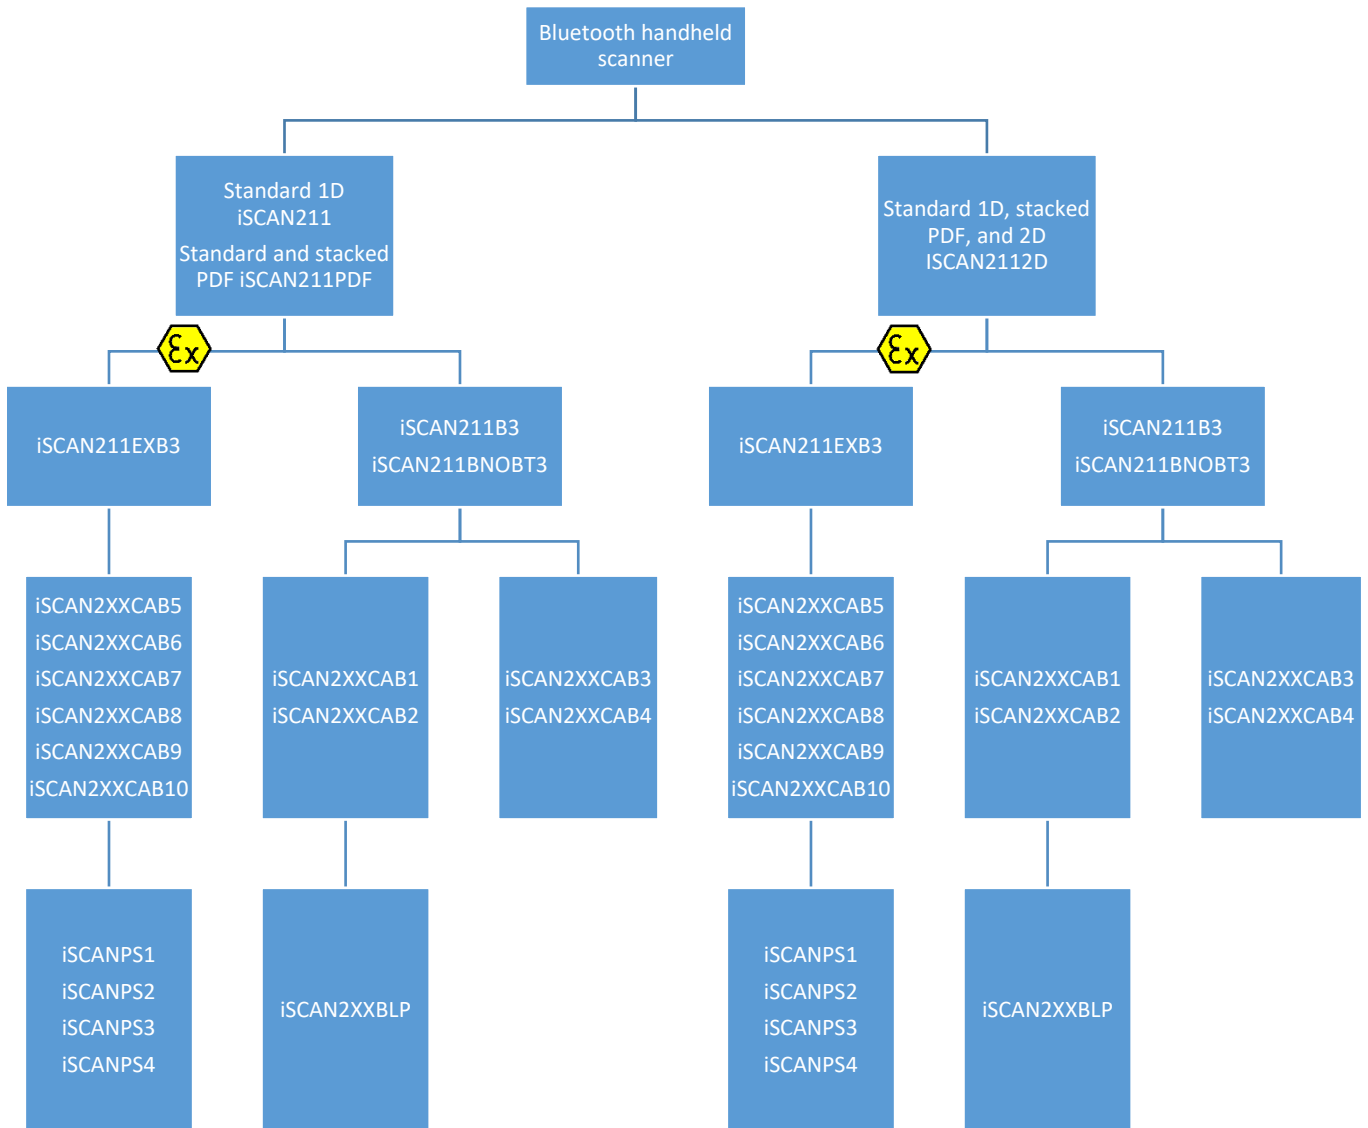 Bluetooth handheld
scanner
Standard 1D
iSCAN211
Standard and stacked
PDF iSCAN211PDF
Standard 1D, stacked
PDF, and 2D
ISCAN2112D
εx
εx
iSCAN211EXB3
iSCAN211B3
iSCAN211BNOBT3
iSCAN211EXB3
iSCAN211B3
iSCAN211BNOBT3
iSCAN2XXCAB5
iSCAN2XXCAB6
iSCAN2XXCAB7
iSCAN2XXCAB8
iSCAN2XXCAB9
iSCAN2XXCAB10
iSCAN2XXCAB1
iSCAN2XXCAB2
iSCAN2XXCAB3
iSCAN2XXCAB4
iSCAN2XXCAB5
iSCAN2XXCAB6
iSCAN2XXCAB7
iSCAN2XXCAB8
iSCAN2XXCAB9
iSCAN2XXCAB10
iSCAN2XXCAB1
iSCAN2XXCAB2
iSCAN2XXCAB3
iSCAN2XXCAB4
iSCANPS1
iSCANPS2
iSCANPS3
iSCANPS4
iSCAN2XXBLP
iSCANPS1
iSCANPS2
iSCANPS3
iSCANPS4
iSCAN2XXBLP